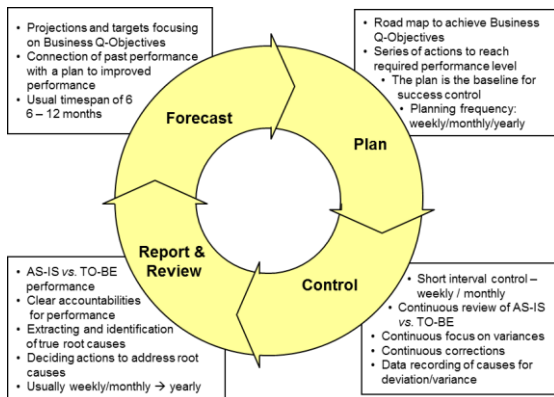 • Projections and targets focusing
on Business Q-Objectives
• Connection of past performance
with a plan to improved
performance
• Usual timespan of 6
6 – 12 months
• Road map to achieve Business
Q-Objectives
• Series of actions to reach
required performance level
• The plan is the baseline for
success control
• Planning frequency:
weekly/monthly/yearly
Forecast
Plan
Report &
Review
Control
• AS-IS vs. TO-BE
performance
• Clear accountabilities
for performance
• Extracting and identification
of true root causes
• Deciding actions to address root
causes
• Usually weekly/monthly → yearly
• Short interval control –
weekly / monthly
• Continuous review of AS-IS
vs. TO-BE
• Continuous focus on variances
• Continuous corrections
• Data recording of causes for
deviation/variance